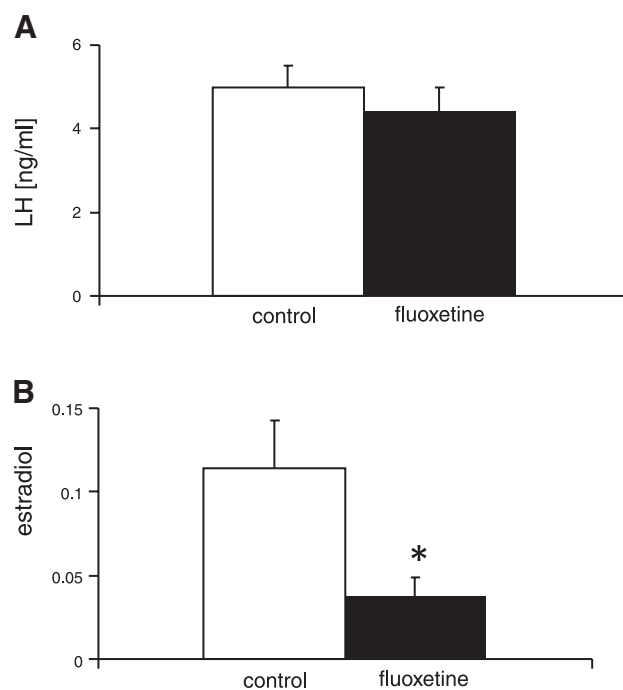 A
6
4
2
0
LH [ng/ml]
control fluoxetine
B
0.15
0.1
0.05
0
estradiol
*
control fluoxetine